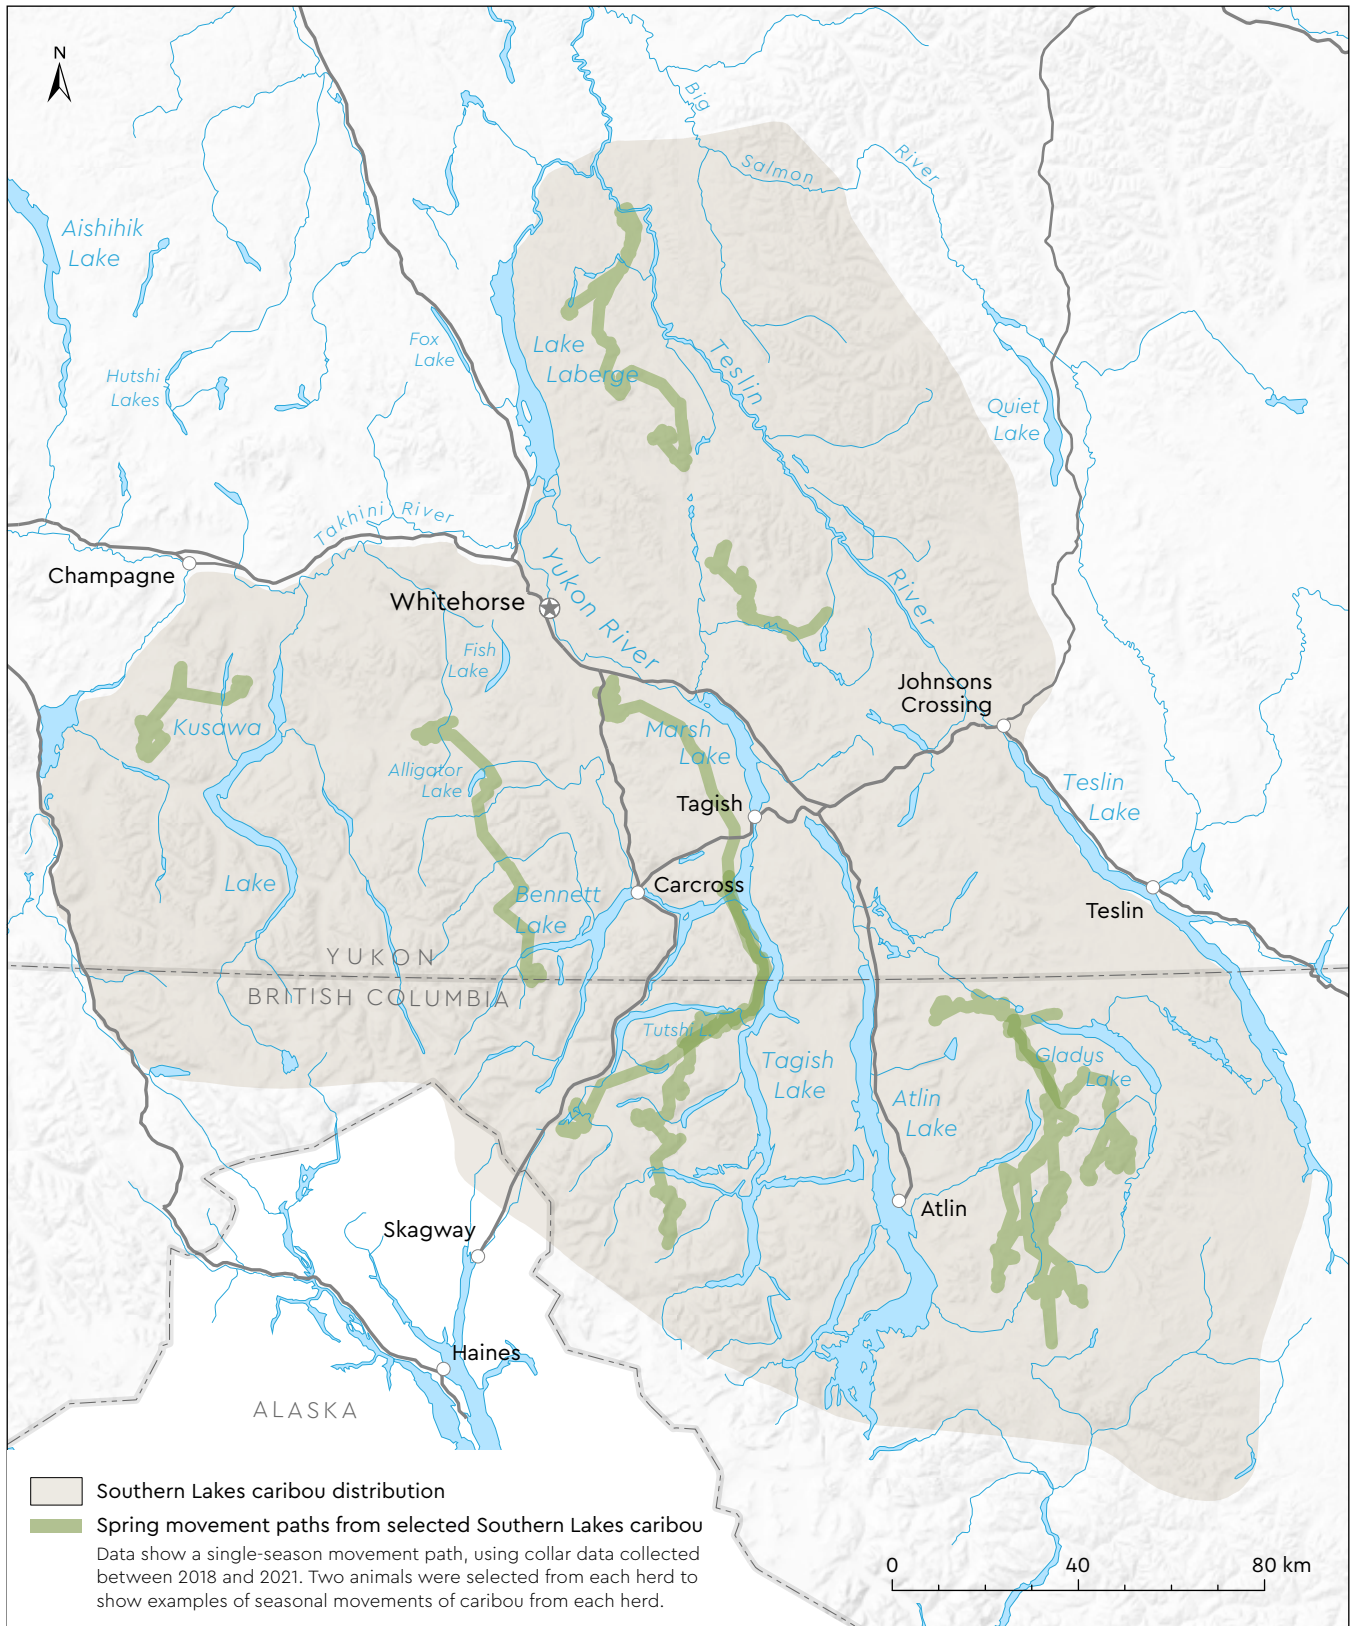 N
Big
Salmon
River
Aishihik
Lake
Fox
Lake
Lake
Laberge
Teslin
Hutshi
Lakes
Quiet
Lake
Takhini River
Champagne
Whitehorse
Yukon River
River
Fish
Lake
Johnsons
Crossing
Kusawa
Marsh
Lake
Alligator
Lake
Teslin
Lake
Tagish
Lake
Bennett
Lake
Carcross
Teslin
YUKON
BRITISH COLUMBIA
Tutshi L.
Tagish
Lake
Gladys
Lake
Atlin
Lake
Atlin
Skagway
Haines
ALASKA
Southern Lakes caribou distribution
Spring movement paths from selected Southern Lakes caribou
Data show a single-season movement path, using collar data collected
between 2018 and 2021. Two animals were selected from each herd to
show examples of seasonal movements of caribou from each herd.
0 40 80 km